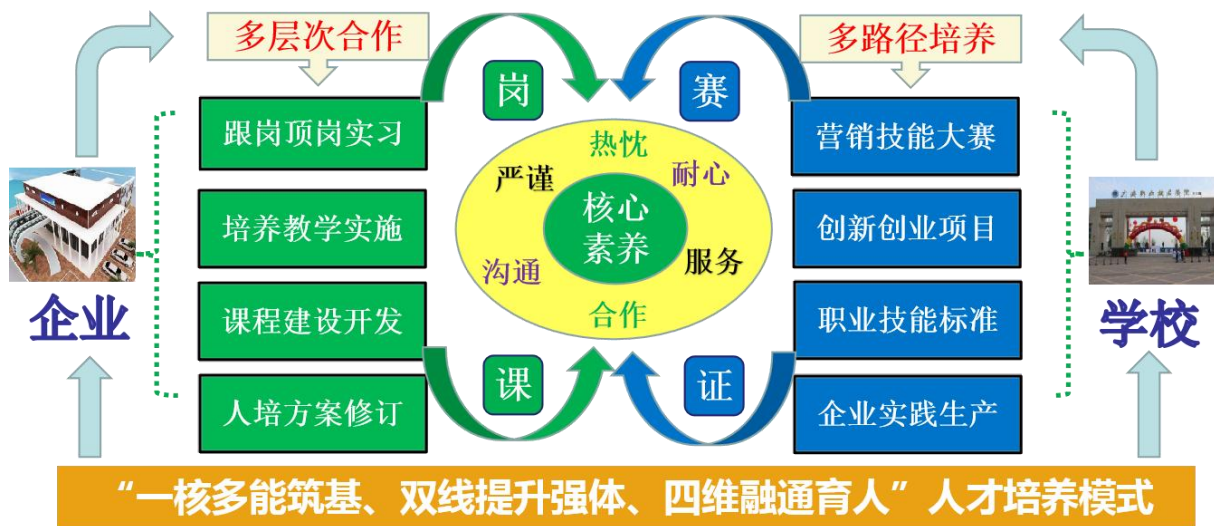 多层次合作
多路径培养
岗
赛
跟岗顶岗实习
培养教学实施
课程建设开发
人培方案修订
热忱
严谨
耐心
核心
素养
沟通
服务
合作
营销技能大赛
创新创业项目
职业技能标准
企业实践生产
课
证
企业
学校
“一核多能筑基、双线提升强体、四维融通育人”人才培养模式